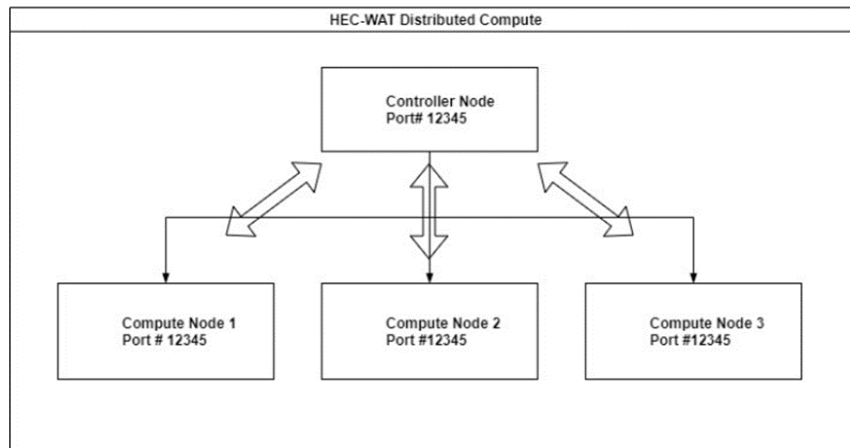 HEC-WAT Distributed Compute
Controller Node
Port# 12345
Compute Node 1
Port # 12345
Compute Node 2
Port #12345
Compute Node 3
Port #12345